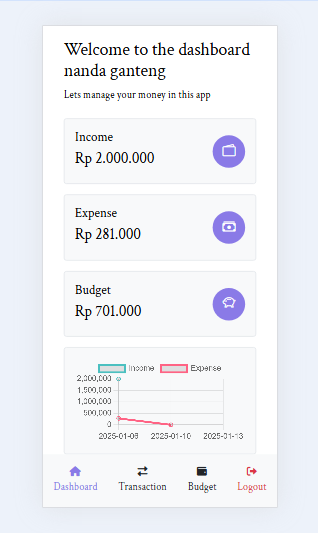 Welcome to the dashboard
nanda ganteng
Lets manage your money in this app
Income
Rp 2.000.000
Expense
Rp 281.000
Budget
Rp 701.000
Income Expense
2,000,000
1,500,000
1,000,000
500,000
0
2025-01-06 2025-01-10 2025-01-13
Dashboard Transaction Budget Logout